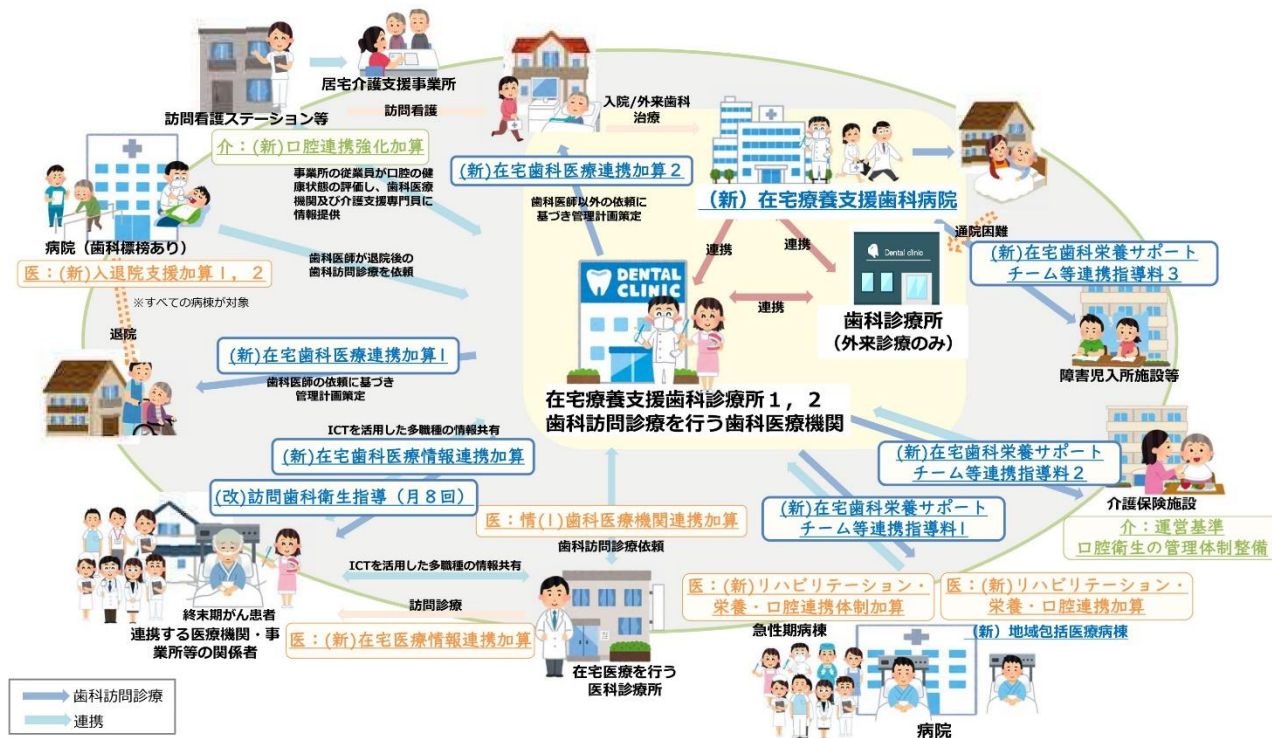 居宅介護支援事業所
訪問看護
訪問看護ステーション等
介：(新)口腔連携強化加算
事業所の従業員が口腔の健
康状態の評価し、歯科医療
機関及び介護支援専門員に
情報提供
入院/外来歯科
治療
(新)在宅歯科医療連携加算２
歯科医師以外の依頼に
基づき管理計画策定
（新）在宅療養支援歯科病院
通院困難
病院（歯科標榜あり）
医：(新)入退院支援加算１，２
※すべての病棟が対象
退院
歯科医師が退院後の
歯科訪問診療を依頼
連携
連携
連携
DENTAL
CLINIC
Dental clinic
歯科診療所
（外来診療のみ）
(新)在宅歯科栄養サポート
チーム等連携指導料３
障害児入所施設等
(新)在宅歯科医療連携加算１
歯科医師の依頼に基づき
管理計画策定
在宅療養支援歯科診療所１，２
歯科訪問診療を行う歯科医療機関
ICTを活用した多職種の情報共有
(新)在宅歯科医療情報連携加算
(改)訪問歯科衛生指導（月８回）
(新)在宅歯科栄養サポート
チーム等連携指導料２
介護保険施設
介：運営基準
口腔衛生の管理体制整備
医：情(１)歯科医療機関連携加算
歯科訪問診療依頼
(新)在宅歯科栄養サポート
チーム等連携指導料１
ICTを活用した多職種の情報共有
訪問診療
医：(新)在宅医療情報連携加算
終末期がん患者
連携する医療機関・事
業所等の関係者
在宅医療を行う
医科診療所
医：(新)リハビリテーション・
栄養・口腔連携体制加算
急性期病棟
医：(新)リハビリテーション・
栄養・口腔連携加算
（新）地域包括医療病棟
病院
歯科訪問診療
連携